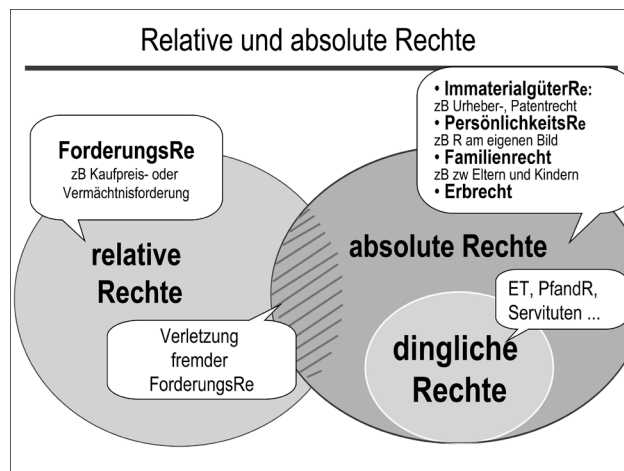 Relative und absolute Rechte
• ImmaterialgüterRe:
zB Urheber-, Patentrecht
• PersönlichkeitsRe
zB R am eigenen Bild
• Familienrecht
zB zw Eltern und Kindern
• Erbrecht
ForderungsRe
zB Kaufpreis- oder
Vermächtnisforderung
relative
Rechte
absolute Rechte
ET, PfandR,
Servituten ...
Verletzung
fremder
ForderungsRe
dingliche
Rechte